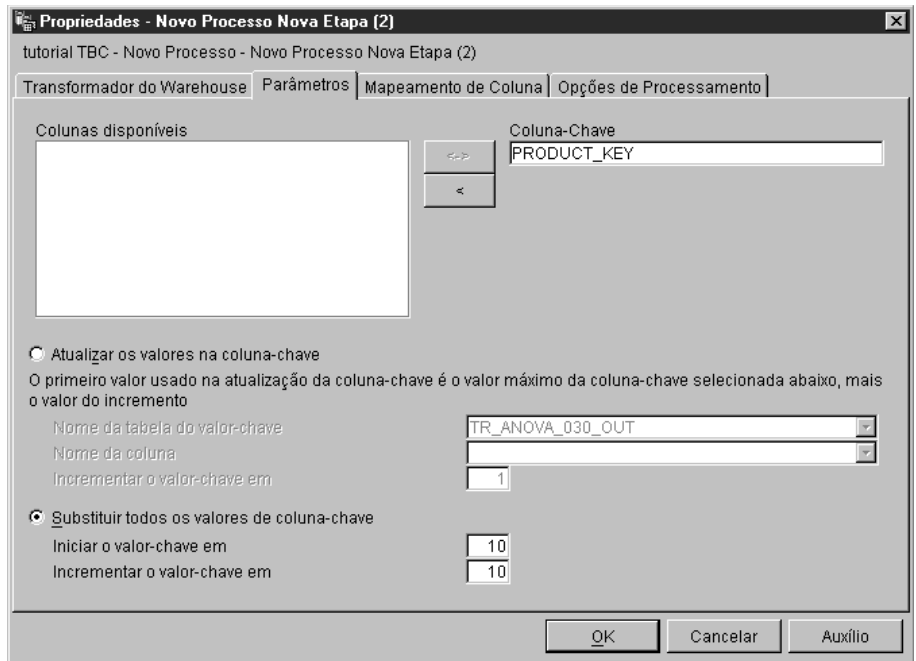 Propriedades - Novo Processo Nova Etapa (2)
tutorial TBC - Novo Processo - Novo Processo Nova Etapa (2)
Transformador do Warehouse Parâmetros Mapeamento de Coluna Opções de Processamento
Colunas disponíveis
Coluna-Chave
<->
PRODUCT_KEY
<
Atualizar os valores na coluna-chave
O primeiro valor usado na atualização da coluna-chave é o valor máximo da coluna-chave selecionada abaixo, mais
o valor do incremento
Nome da tabela do valor-chave TR_ANOVA_030_OUT
Nome da coluna
Incrementar o valor-chave em 1
Substituir todos os valores de coluna-chave
Iniciar o valor-chave em 10
Incrementar o valor-chave em 10
OK Cancelar Auxílio